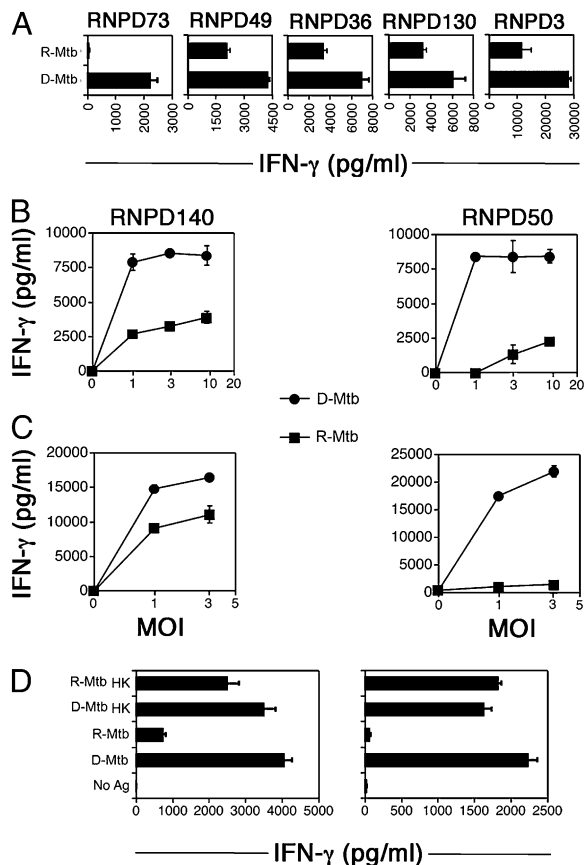 A
RNPD73 RNPD49 RNPD36 RNPD130 RNPD3
R-Mtb
D-Mtb
0 1000 2000 3000 0 1500 3000 4500 0 2000 4000 6000 8000 0 2000 4000 6000 8000 0 10000 20000 30000
IFN-γ (pg/ml)
B
RNPD140 RNPD50
IFN-γ (pg/ml)
10000 7500 5000 2500 0
0 1 3 10 20
10000 7500 5000 2500 0
0 1 3 10 20
D-Mtb
R-Mtb
C
IFN-γ (pg/ml)
20000 15000 10000 5000 0
0 1 3 5
25000 20000 15000 10000 5000 0
0 1 3 5
MOI MOI
D
R-Mtb HK
D-Mtb HK
R-Mtb
D-Mtb
No Ag
0 1000 2000 3000 4000 5000 0 500 1000 1500 2000 2500
IFN-γ (pg/ml)